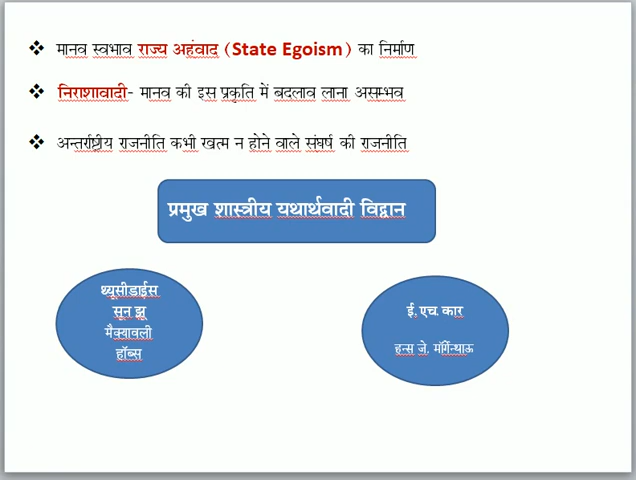 ❖ मानव स्वभाव राज्य अहंवाद (State Egoism) का निर्माण
❖ निराशावादी- मानव की इस प्रकृति में बदलाव लाना असम्भव
❖ अन्तर्राष्ट्रीय राजनीति कभी खत्म न होने वाले संघर्ष की राजनीति
प्रमुख शास्त्रीय यथार्थवादी विद्वान
थ्यूसीडाईस
सून झू
मैक्यावली
हॉब्स
ई. एच. कार
हन्स जे. मॉर्गेन्थाऊ